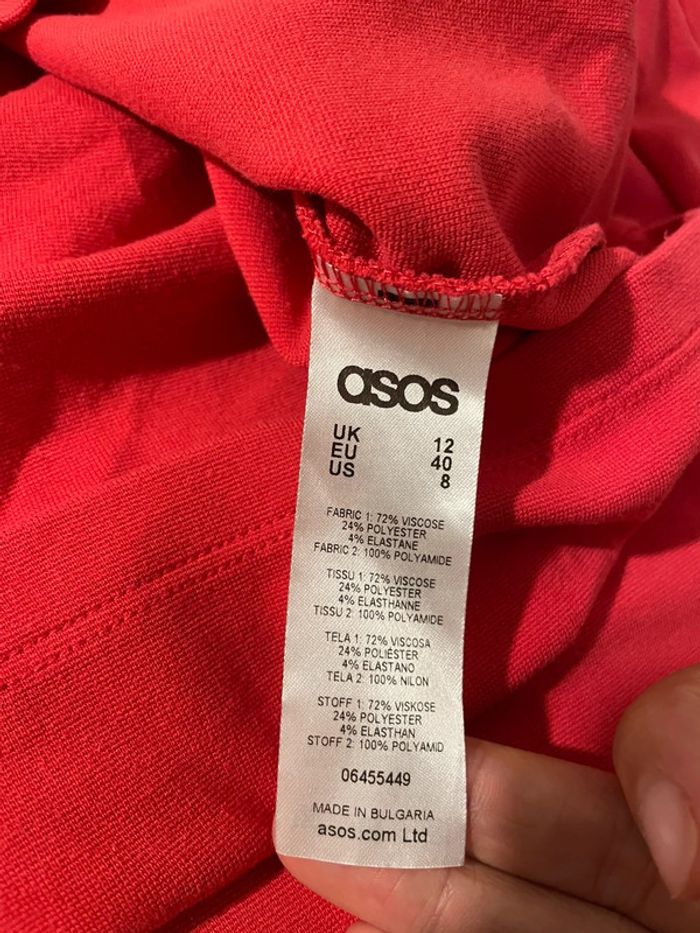 asos
UK 12
EU 40
US 8
FABRIC 1: 72% VISCOSE
24% POLYESTER
4% ELASTANE
FABRIC 2: 100% POLYAMIDE
TISSU 1: 72% VISCOSE
24% POLYESTER
4% ELASTHANNE
TISSU 2: 100% POLYAMIDE
TELA 1: 72% VISCOSA
24% POLIÉSTER
4% ELASTANO
TELA 2: 100% NILON
STOFF 1: 72% VISKOSE
24% POLYESTER
4% ELASTHAN
STOFF 2: 100% POLYAMID
06455449
MADE IN BULGARIA
asos.com Ltd